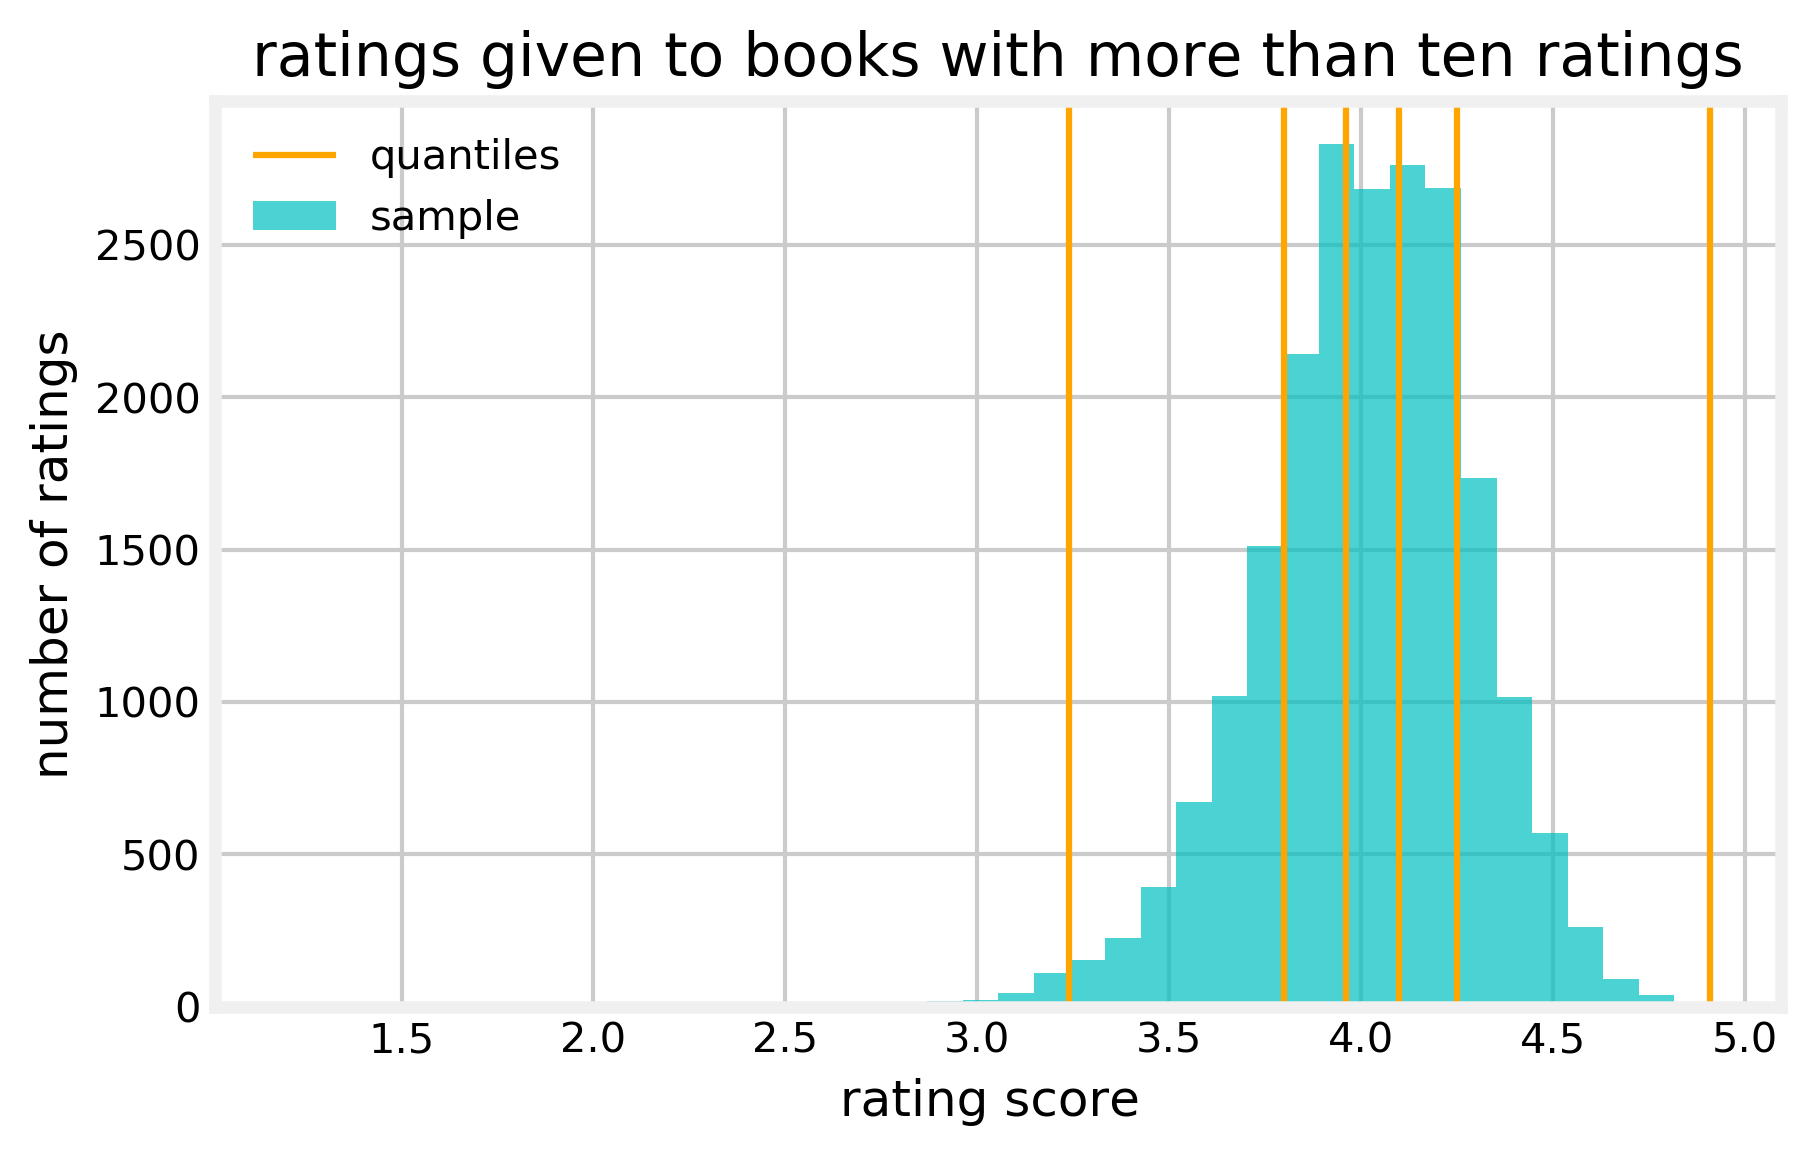 ratings given to books with more than ten ratings
quantiles
sample
number of ratings
2500
2000
1500
1000
500
0
1.5 2.0 2.5 3.0 3.5 4.0 4.5 5.0
rating score